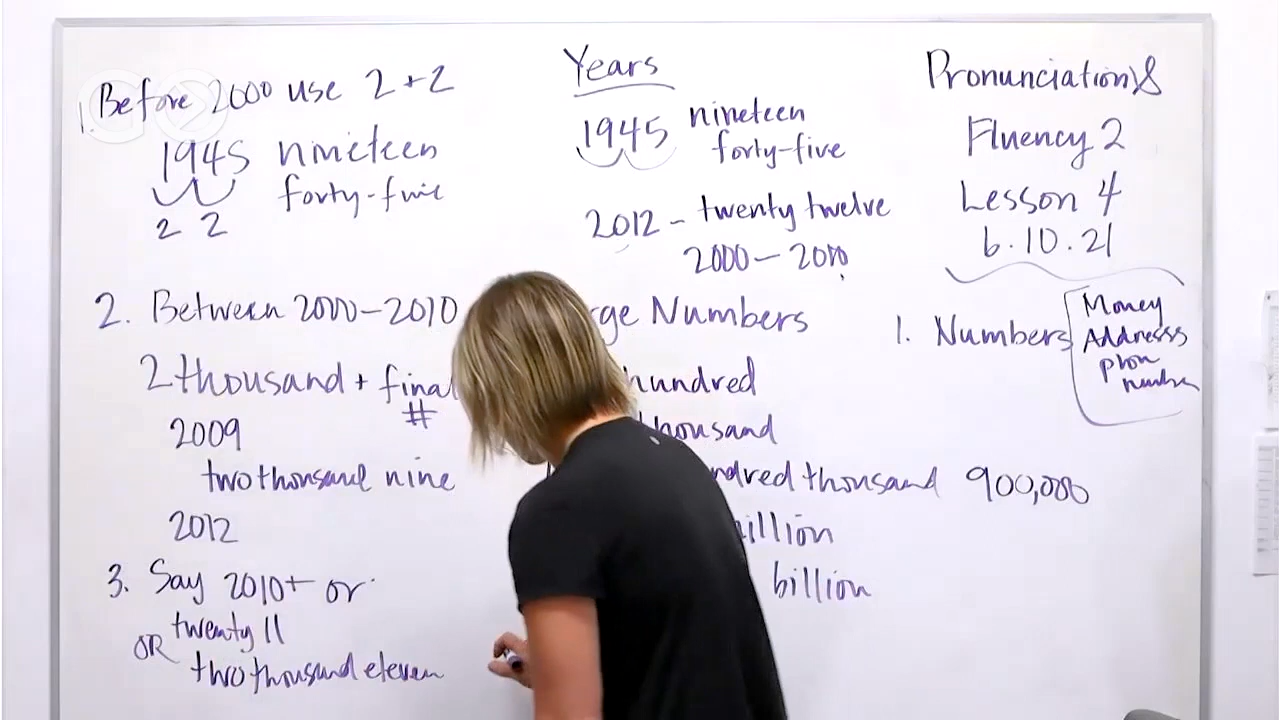 1. Before 2000 use 2 + 2
1945 nineteen
forty-five
2 2
2. Between 2000-2010
2 thousand + final
#
2009
two thousand nine
2012
3. Say 2010+ or
twenty 11
OR two thousand eleven
Years
1945 nineteen
forty-five
2012 - twenty twelve
2000 - 2010
Numbers
hundred
thousand
thousand 900,000
billion
Pronunciation &
Fluency 2
Lesson 4
6.10.21
1. Numbers
Money
Addresss
phone
number